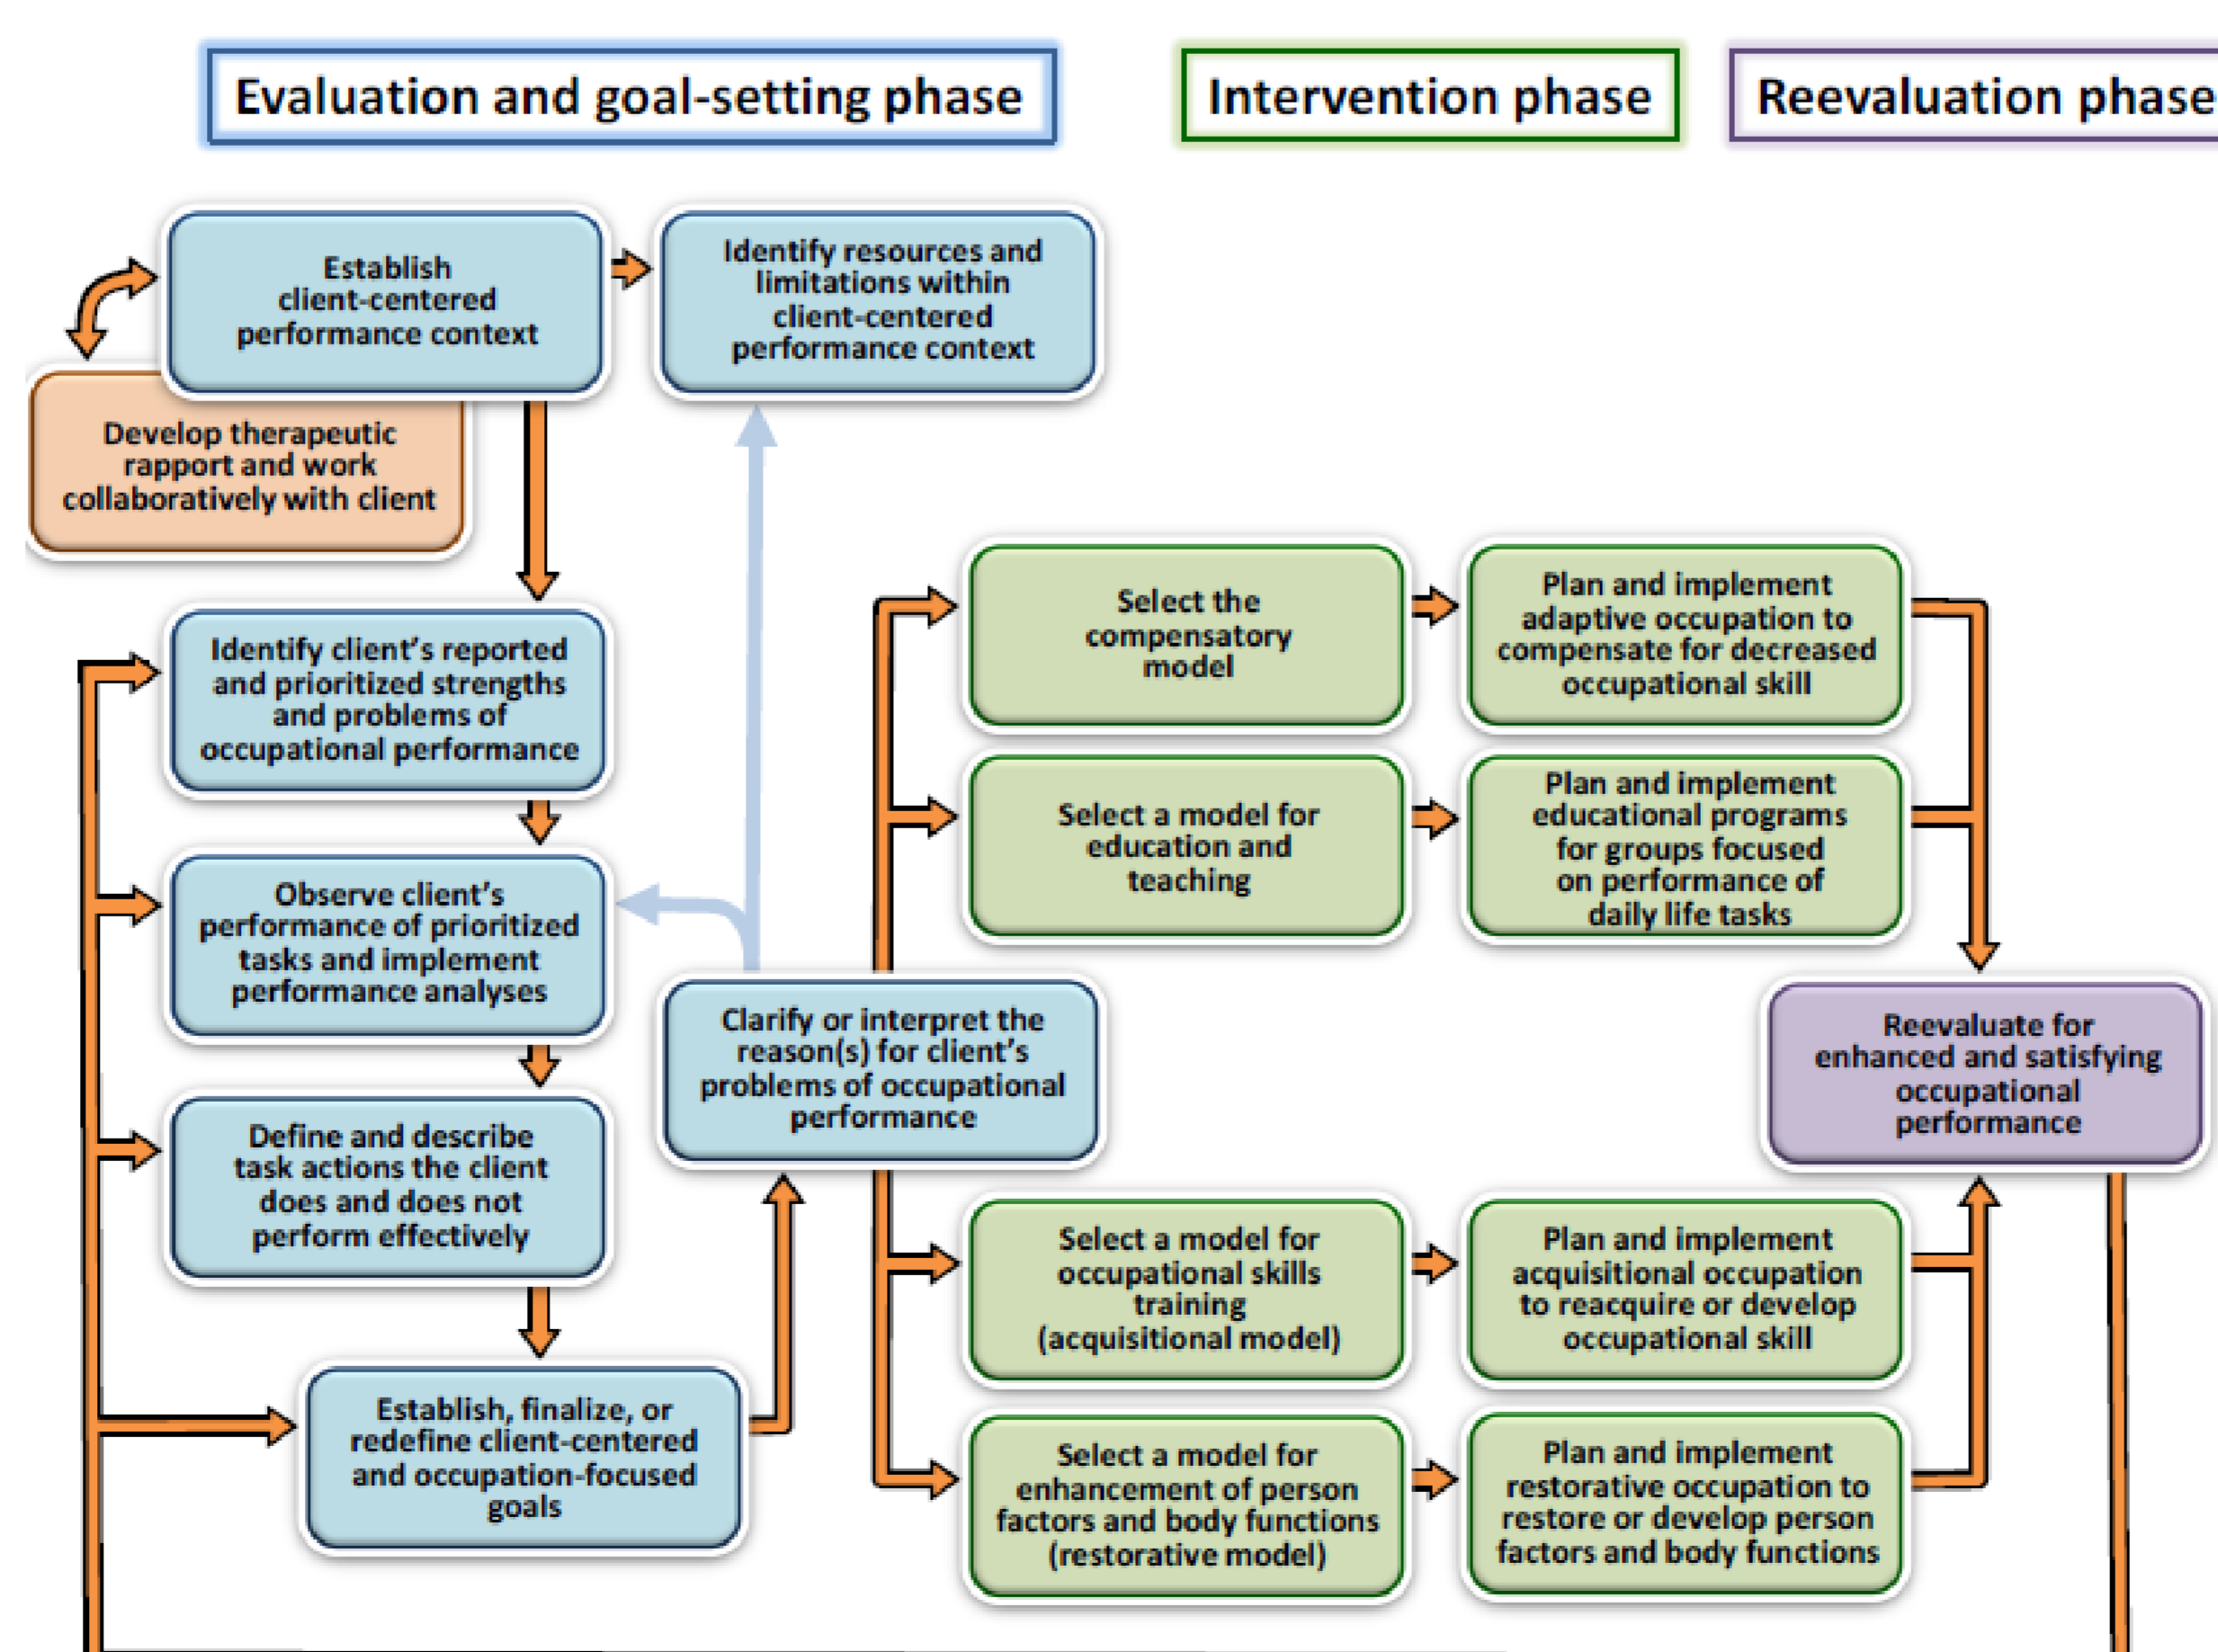 Evaluation and goal-setting phase
Intervention phase
Reevaluation phase
Establish
client-centered
performance context
Identify resources and
limitations within
client-centered
performance context
Develop therapeutic
rapport and work
collaboratively with client
Identify client's reported
and prioritized strengths
and problems of
occupational performance
Observe client's
performance of prioritized
tasks and implement
performance analyses
Define and describe
task actions the client
does and does not
perform effectively
Establish, finalize, or
redefine client-centered
and occupation-focused
goals
Clarify or interpret the
reason(s) for client's
problems of occupational
performance
Select the
compensatory
model
Plan and implement
adaptive occupation to
compensate for decreased
occupational skill
Select a model for
education and
teaching
Plan and implement
educational programs
for groups focused
on performance of
daily life tasks
Select a model for
occupational skills
training
(acquisitional model)
Plan and implement
acquisitional occupation
to reacquire or develop
occupational skill
Select a model for
enhancement of person
factors and body functions
(restorative model)
Plan and implement
restorative occupation to
restore or develop person
factors and body functions
Reevaluate for
enhanced and satisfying
occupational
performance